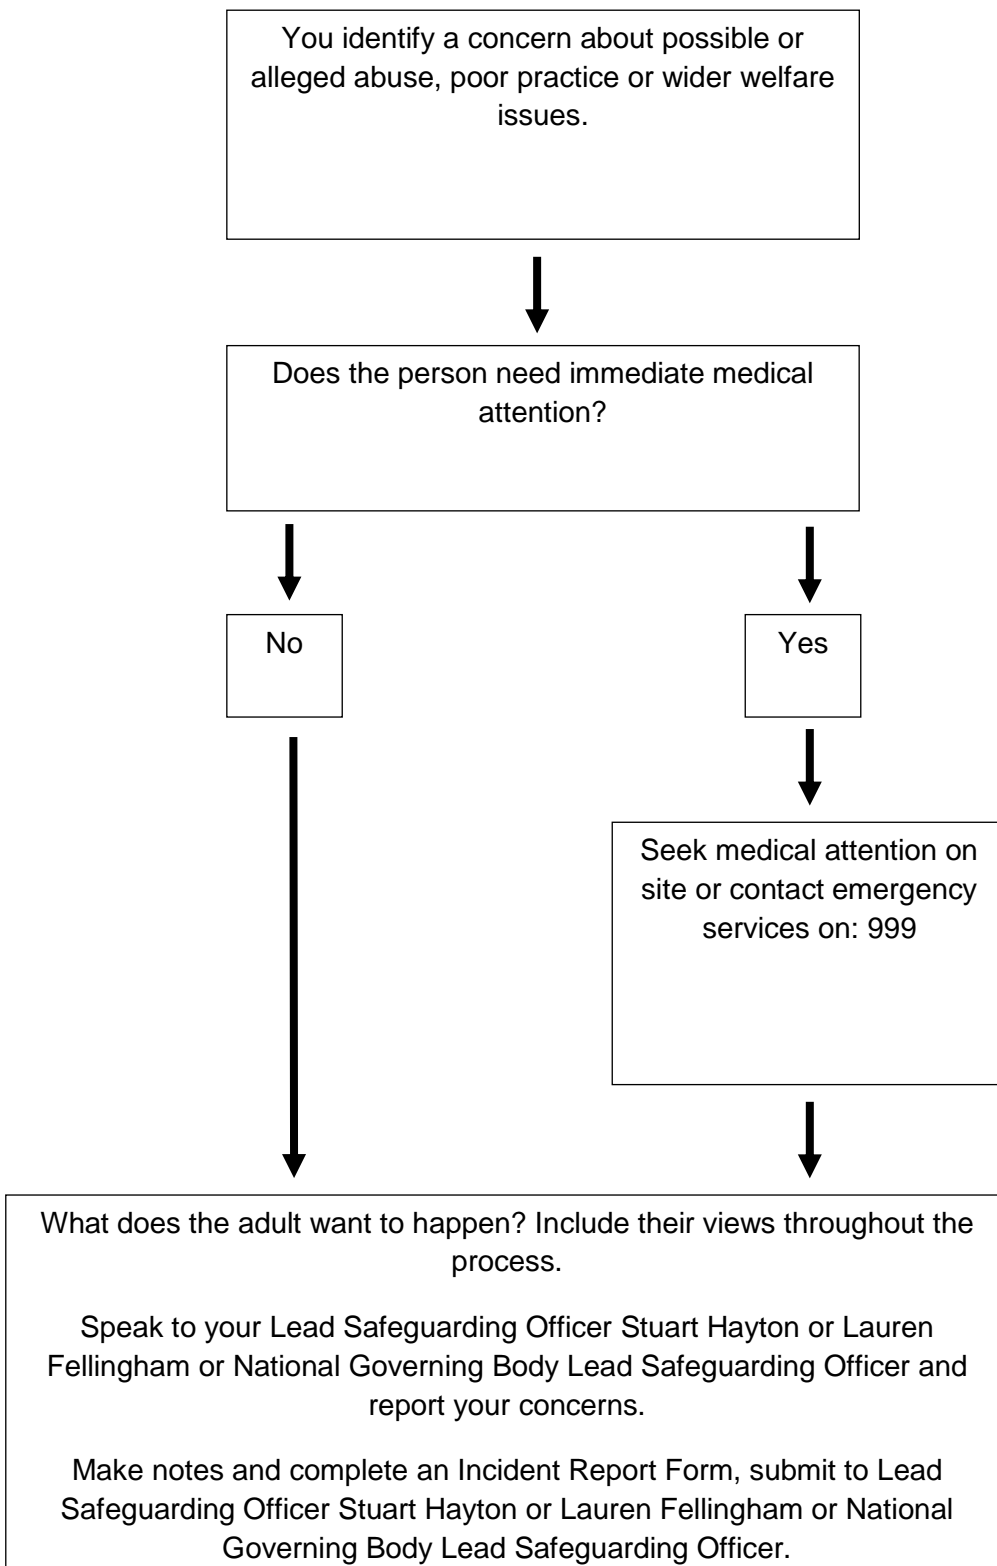 You identify a concern about possible or
alleged abuse, poor practice or wider welfare
issues.
Does the person need immediate medical
attention?
No
Yes
Seek medical attention on
site or contact emergency
services on: 999
What does the adult want to happen? Include their views throughout the
process.
Speak to your Lead Safeguarding Officer Stuart Hayton or Lauren
Fellingham or National Governing Body Lead Safeguarding Officer and
report your concerns.
Make notes and complete an Incident Report Form, submit to Lead
Safeguarding Officer Stuart Hayton or Lauren Fellingham or National
Governing Body Lead Safeguarding Officer.